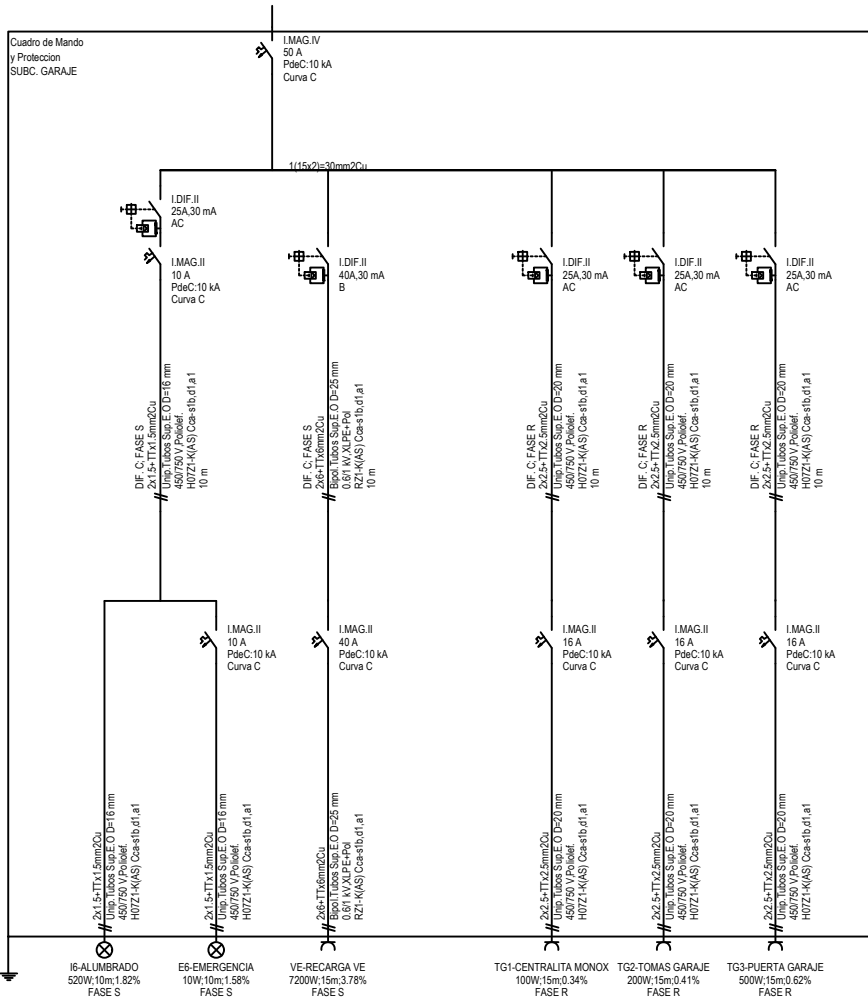 Cuadro de Mando
y Proteccion
SUBC. GARAJE
I.MAG.IV
50 A
PdeC:10 kA
Curva C
1(15x2)=30mm2Cu
I.DIF.II
25A,30 mA
AC
I.MAG.II
10 A
PdeC:10 kA
Curva C
I.DIF.II
40A,30 mA
B
I.DIF.II
25A,30 mA
AC
I.DIF.II
25A,30 mA
AC
I.DIF.II
25A,30 mA
AC
DIF. C; FASE S
2x1.5+TTx1.5mm2Cu
Unip.Tubos Sup.E.O D=16 mm
450/750 V.Poliolef.
H07Z1-K(AS) Cca-s1b,d1,a1
10 m
DIF. C; FASE S
2x6+TTx6mm2Cu
Bipol.Tubos Sup.E.O D=25 mm
0.6/1 kV.XLPE+Pol
RZ1-K(AS) Cca-s1b,d1,a1
10 m
DIF. C; FASE R
2x2.5+TTx2.5mm2Cu
Unip.Tubos Sup.E.O D=20 mm
450/750 V.Poliolef.
H07Z1-K(AS) Cca-s1b,d1,a1
10 m
DIF. C; FASE R
2x2.5+TTx2.5mm2Cu
Unip.Tubos Sup.E.O D=20 mm
450/750 V.Poliolef.
H07Z1-K(AS) Cca-s1b,d1,a1
10 m
DIF. C; FASE R
2x2.5+TTx2.5mm2Cu
Unip.Tubos Sup.E.O D=20 mm
450/750 V.Poliolef.
H07Z1-K(AS) Cca-s1b,d1,a1
10 m
I.MAG.II
10 A
PdeC:10 kA
Curva C
I.MAG.II
40 A
PdeC:10 kA
Curva C
I.MAG.II
16 A
PdeC:10 kA
Curva C
I.MAG.II
16 A
PdeC:10 kA
Curva C
I.MAG.II
16 A
PdeC:10 kA
Curva C
2x1.5+TTx1.5mm2Cu
Unip.Tubos Sup.E.O D=16 mm
450/750 V.Poliolef.
H07Z1-K(AS) Cca-s1b,d1,a1
2x1.5+TTx1.5mm2Cu
Unip.Tubos Sup.E.O D=16 mm
450/750 V.Poliolef.
H07Z1-K(AS) Cca-s1b,d1,a1
2x6+TTx6mm2Cu
Bipol.Tubos Sup.E.O D=25 mm
0.6/1 kV.XLPE+Pol
RZ1-K(AS) Cca-s1b,d1,a1
2x2.5+TTx2.5mm2Cu
Unip.Tubos Sup.E.O D=20 mm
450/750 V.Poliolef.
H07Z1-K(AS) Cca-s1b,d1,a1
2x2.5+TTx2.5mm2Cu
Unip.Tubos Sup.E.O D=20 mm
450/750 V.Poliolef.
H07Z1-K(AS) Cca-s1b,d1,a1
2x2.5+TTx2.5mm2Cu
Unip.Tubos Sup.E.O D=20 mm
450/750 V.Poliolef.
H07Z1-K(AS) Cca-s1b,d1,a1
I6-ALUMBRADO
520W;10m;1.82%
FASE S
E6-EMERGENCIA
10W;10m;1.58%
FASE S
VE-RECARGA VE
7200W;15m;3.78%
FASE S
TG1-CENTRALITA MONOX
100W;15m;0.34%
FASE R
TG2-TOMAS GARAJE
200W;15m;0.41%
FASE R
TG3-PUERTA GARAJE
500W;15m;0.62%
FASE R